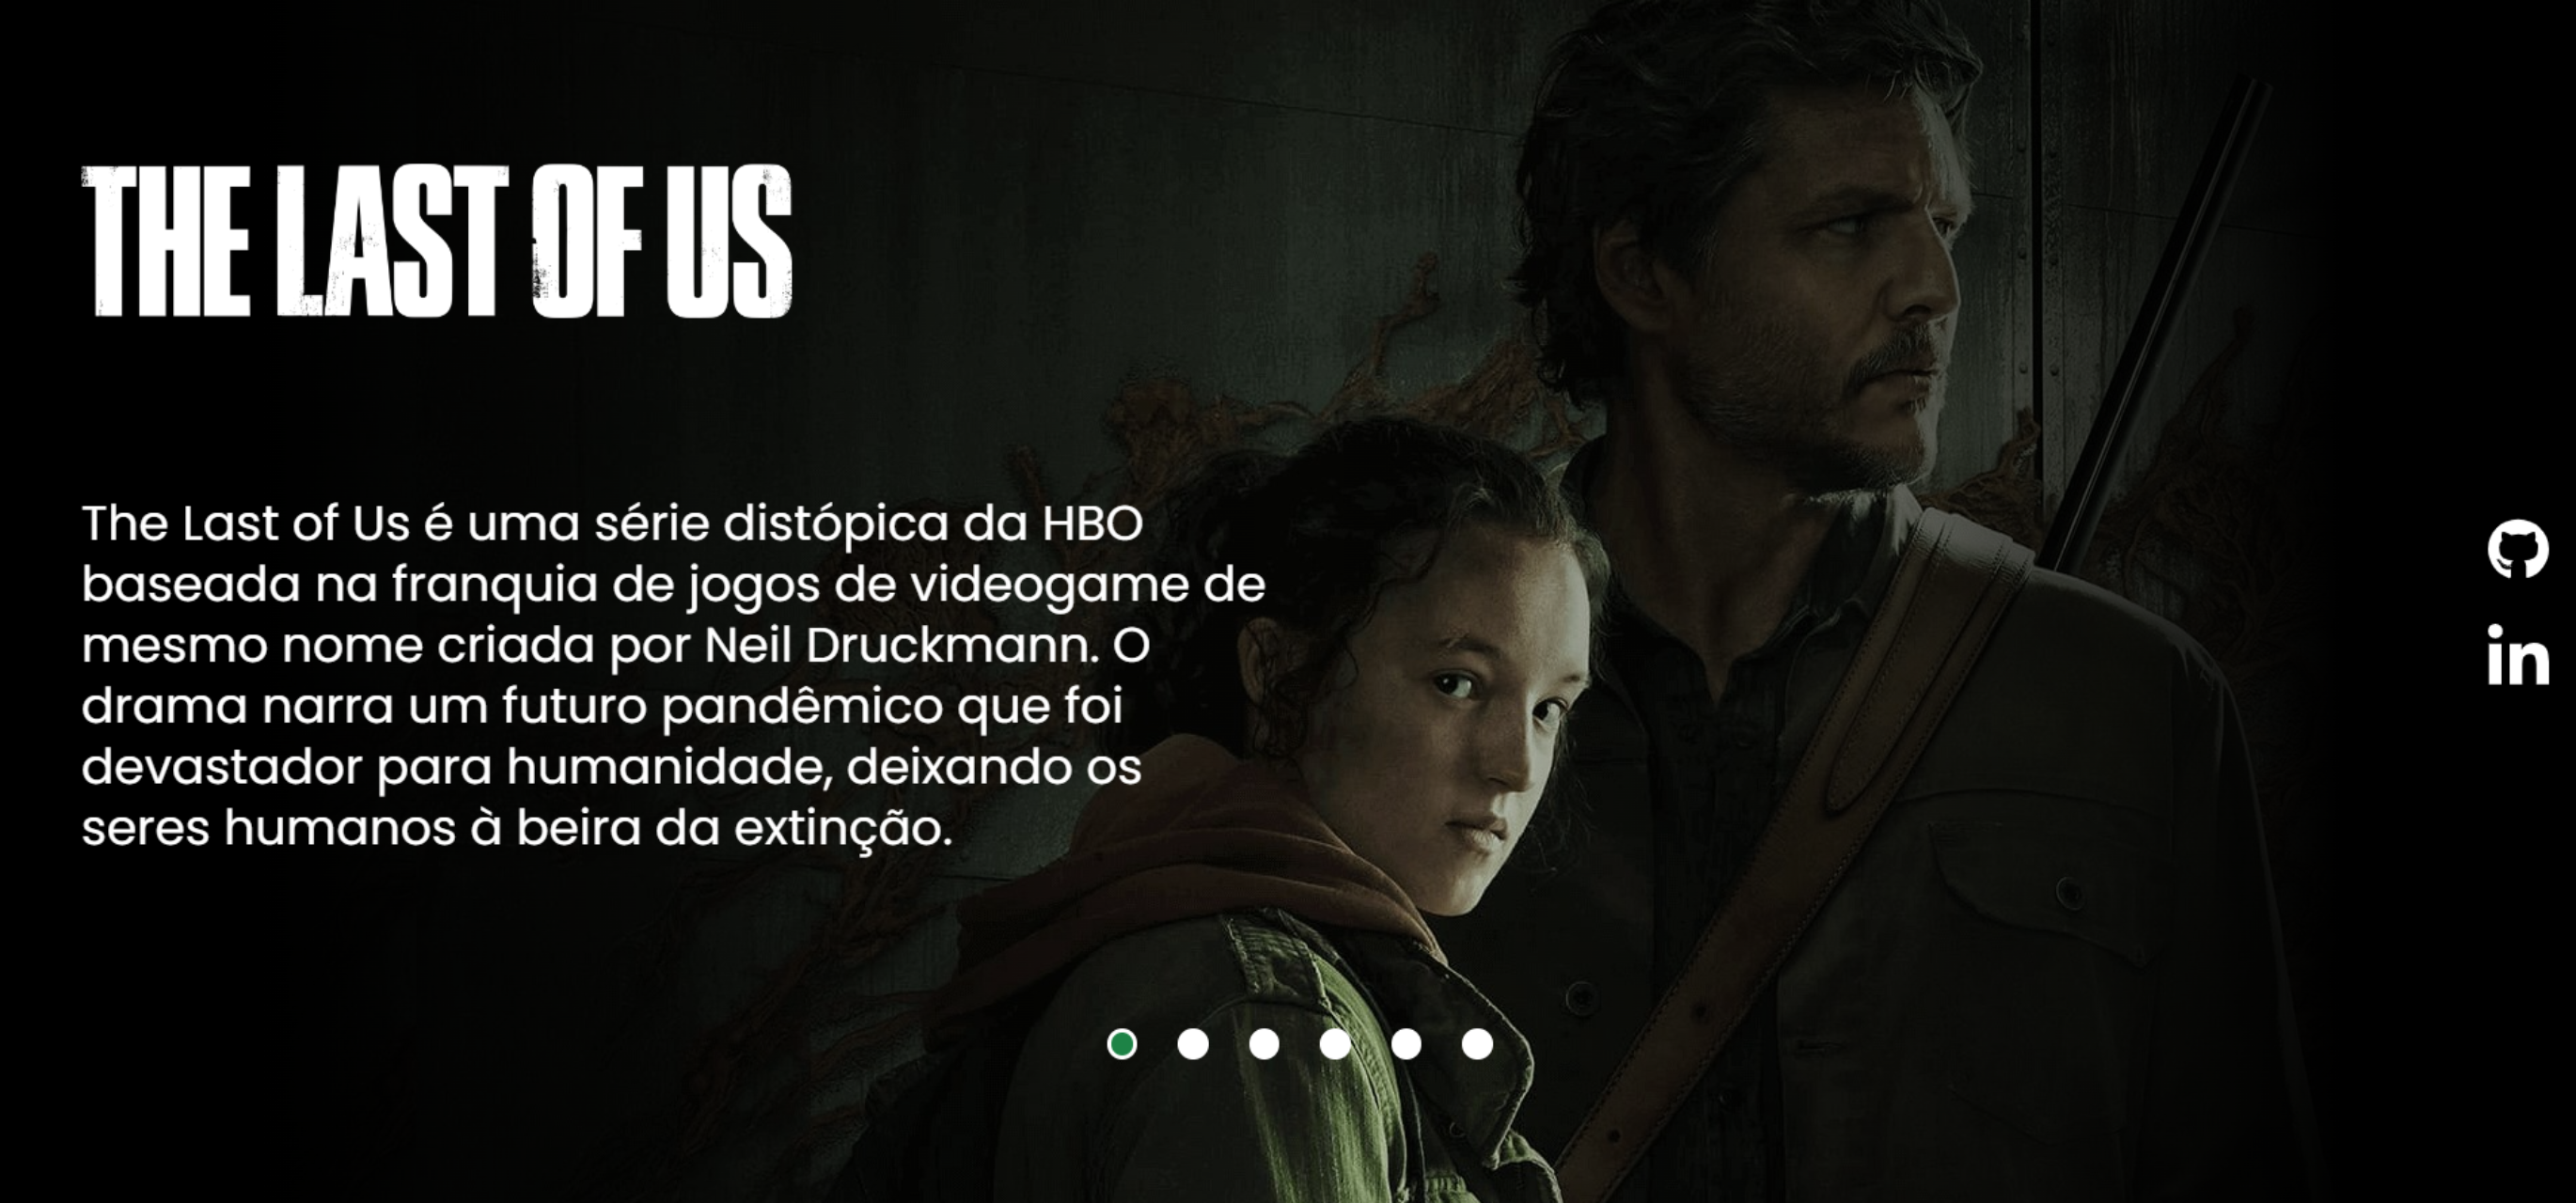 THE LAST OF US
The Last of Us é uma série distópica da HBO
baseada na franquia de jogos de videogame de
mesmo nome criada por Neil Druckmann. O
drama narra um futuro pandêmico que foi
devastador para humanidade, deixando os
seres humanos à beira da extinção.
in